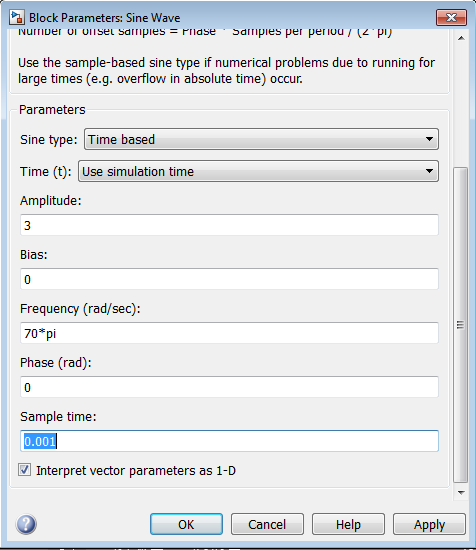 Block Parameters: Sine Wave
Number of offset samples = Phase * Samples per period / (2*pi)
Use the sample-based sine type if numerical problems due to running for
large times (e.g. overflow in absolute time) occur.
Parameters
Sine type: Time based
Time (t): Use simulation time
Amplitude:
3
Bias:
0
Frequency (rad/sec):
70*pi
Phase (rad):
0
Sample time:
0.001
Interpret vector parameters as 1-D
OK Cancel Help Apply